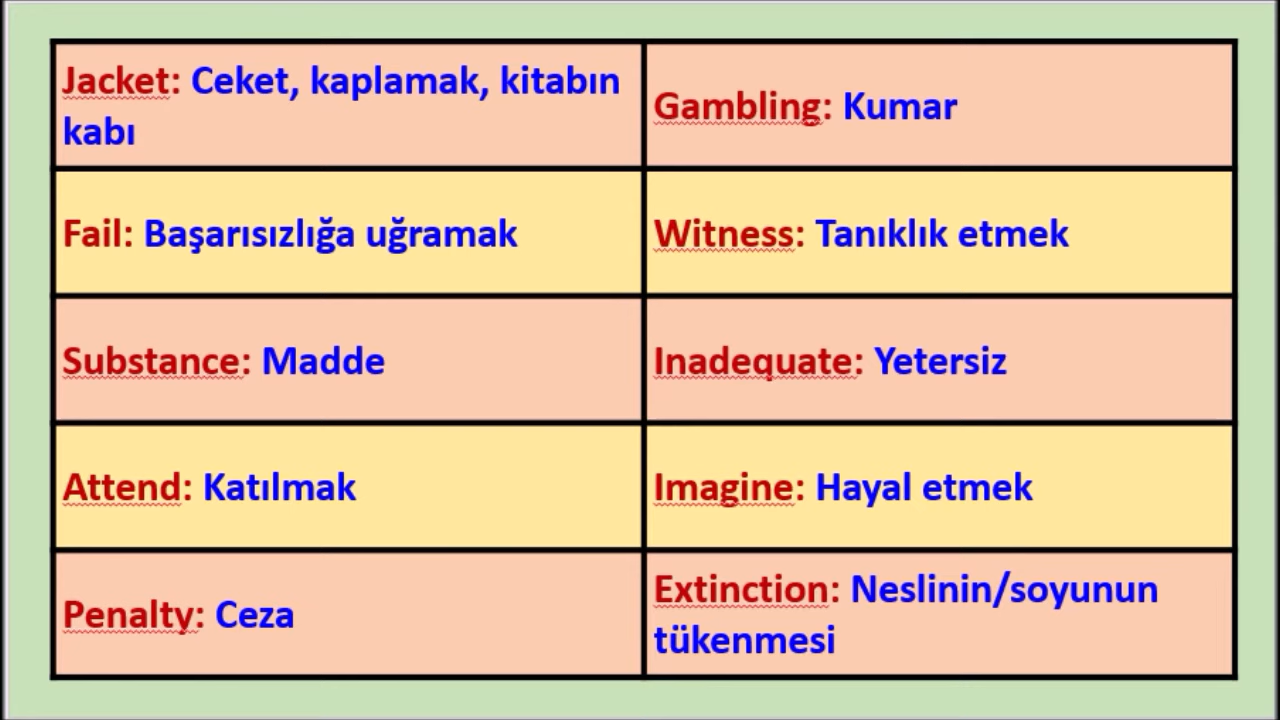 Jacket: Ceket, kaplamak, kitabın
kabı
Gambling: Kumar
Fail: Başarısızlığa uğramak
Witness: Tanıklık etmek
Substance: Madde
Inadequate: Yetersiz
Attend: Katılmak
Imagine: Hayal etmek
Penalty: Ceza
Extinction: Neslinin/soyunun
tükenmesi